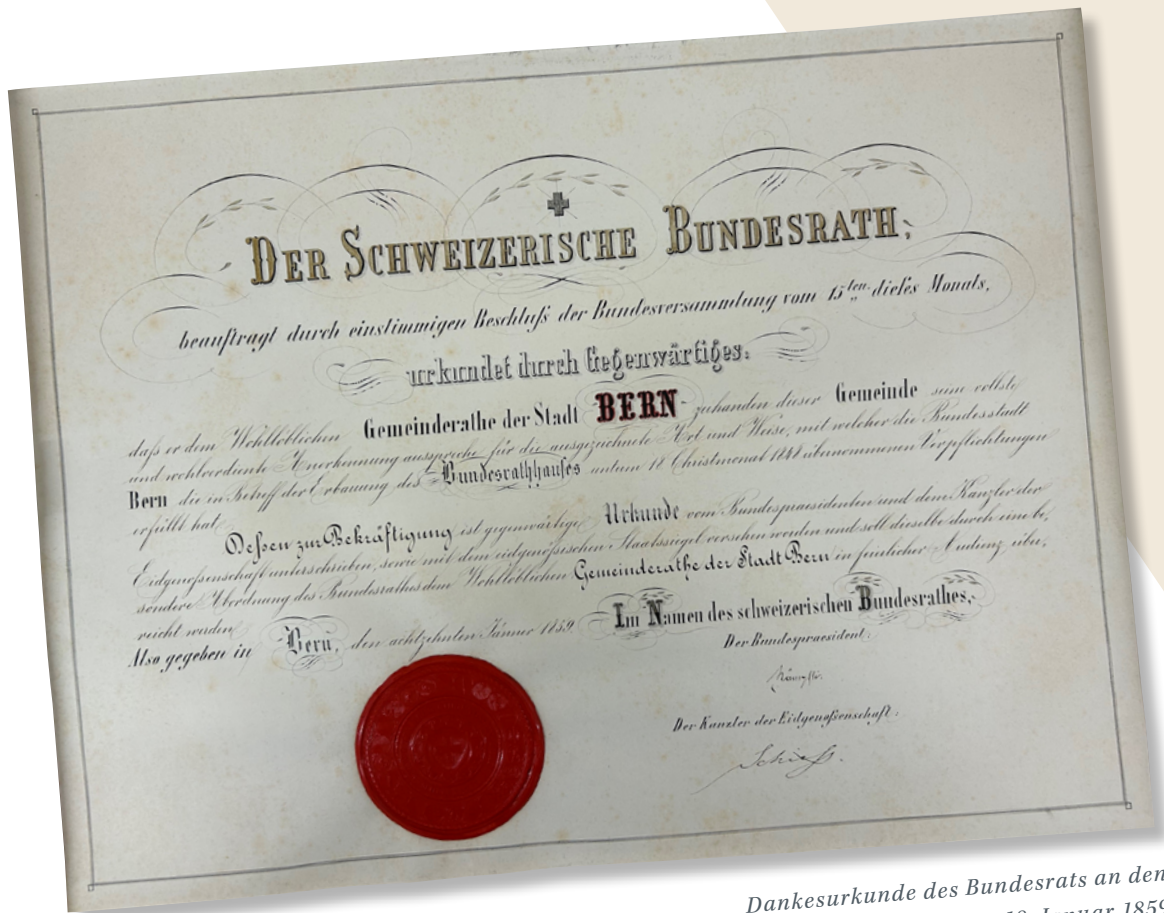 DER SCHWEIZERISCHE BUNDESRATH,
beauftragt durch einstimmigen Beschluß der Bundesversammlung vom 15ten dieses Monats,
urkundet durch Gegenwärtiges:
daß er dem Wohllöblichen Gemeinderathe der Stadt BERN zuhanden dieser Gemeinde seine vollste
und wohlverdiente Anerkennung ausspreche für die ausgezeichnete Art und Weise, mit welcher die Bundesstadt
Bern die in Betreff der Erbauung des Bundesrathhauses unterm 18 Christmonat 1848 übernommenen Verpflichtungen
erfüllt hat.
Deßen zur Bekräftigung ist gegenwärtige Urkunde vom Bundespraesidenten und dem Kanzler der
Eidgenoßenschaft unterschrieben, sowie mit dem eidgenößischen Staatssiegel versehen worden und soll dieselbe durch eine be,
sondere Abordnung des Bundesrathes dem Wohllöblichen Gemeinderathe der Stadt Bern in feierlicher Audienz über,
reicht werden.
Also gegeben in Bern, den achtzehnten Jänner 1859.
Im Namen des schweizerischen Bundesrathes,
Der Bundespraesident:
Der Kanzler der Eidgenoßenschaft:
Schieß.
Dankesurkunde des Bundesrats an den
Januar 1859